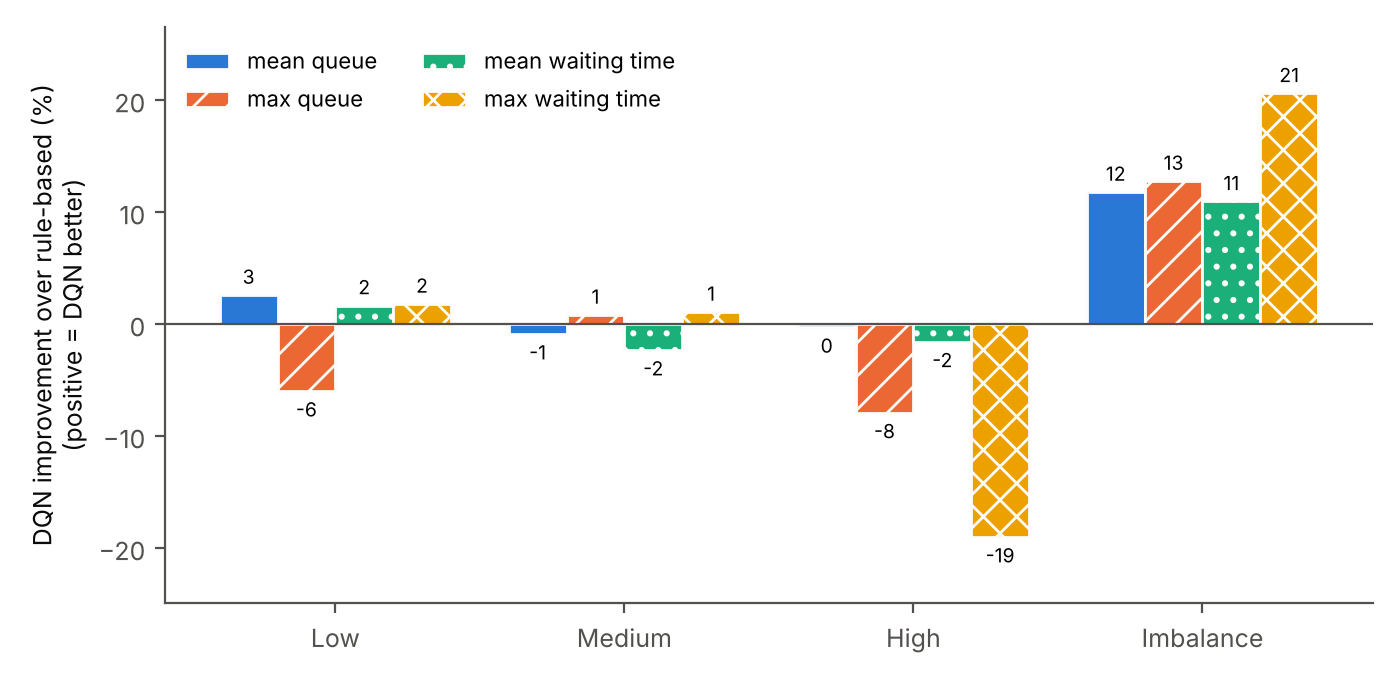 DQN improvement over rule-based (%)
(positive = DQN better)
mean queue
max queue
mean waiting time
max waiting time
20
10
0
−10
−20
3
-6
2
2
-1
1
-2
1
0
-8
-2
-19
12
13
11
21
Low
Medium
High
Imbalance